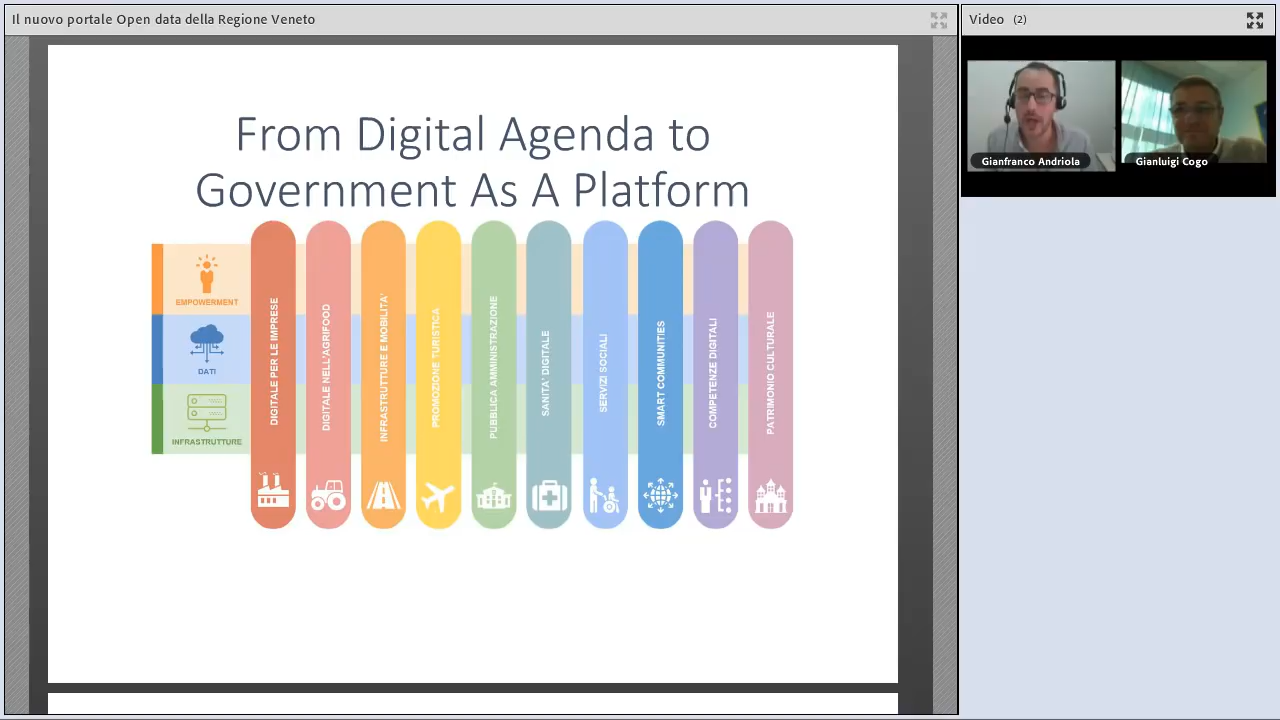 Il nuovo portale Open data della Regione Veneto
Video (2)
Gianfranco Andriola
Gianluigi Cogo
From Digital Agenda to
Government As A Platform
EMPOWERMENT
DATI
INFRASTRUTTURE
DIGITALE PER LE IMPRESE
DIGITALE NELL'AGRIFOOD
INFRASTRUTTURE E MOBILITA'
PROMOZIONE TURISTICA
PUBBLICA AMMINISTRAZIONE
SANITA' DIGITALE
SERVIZI SOCIALI
SMART COMMUNITIES
COMPETENZE DIGITALI
PATRIMONIO CULTURALE